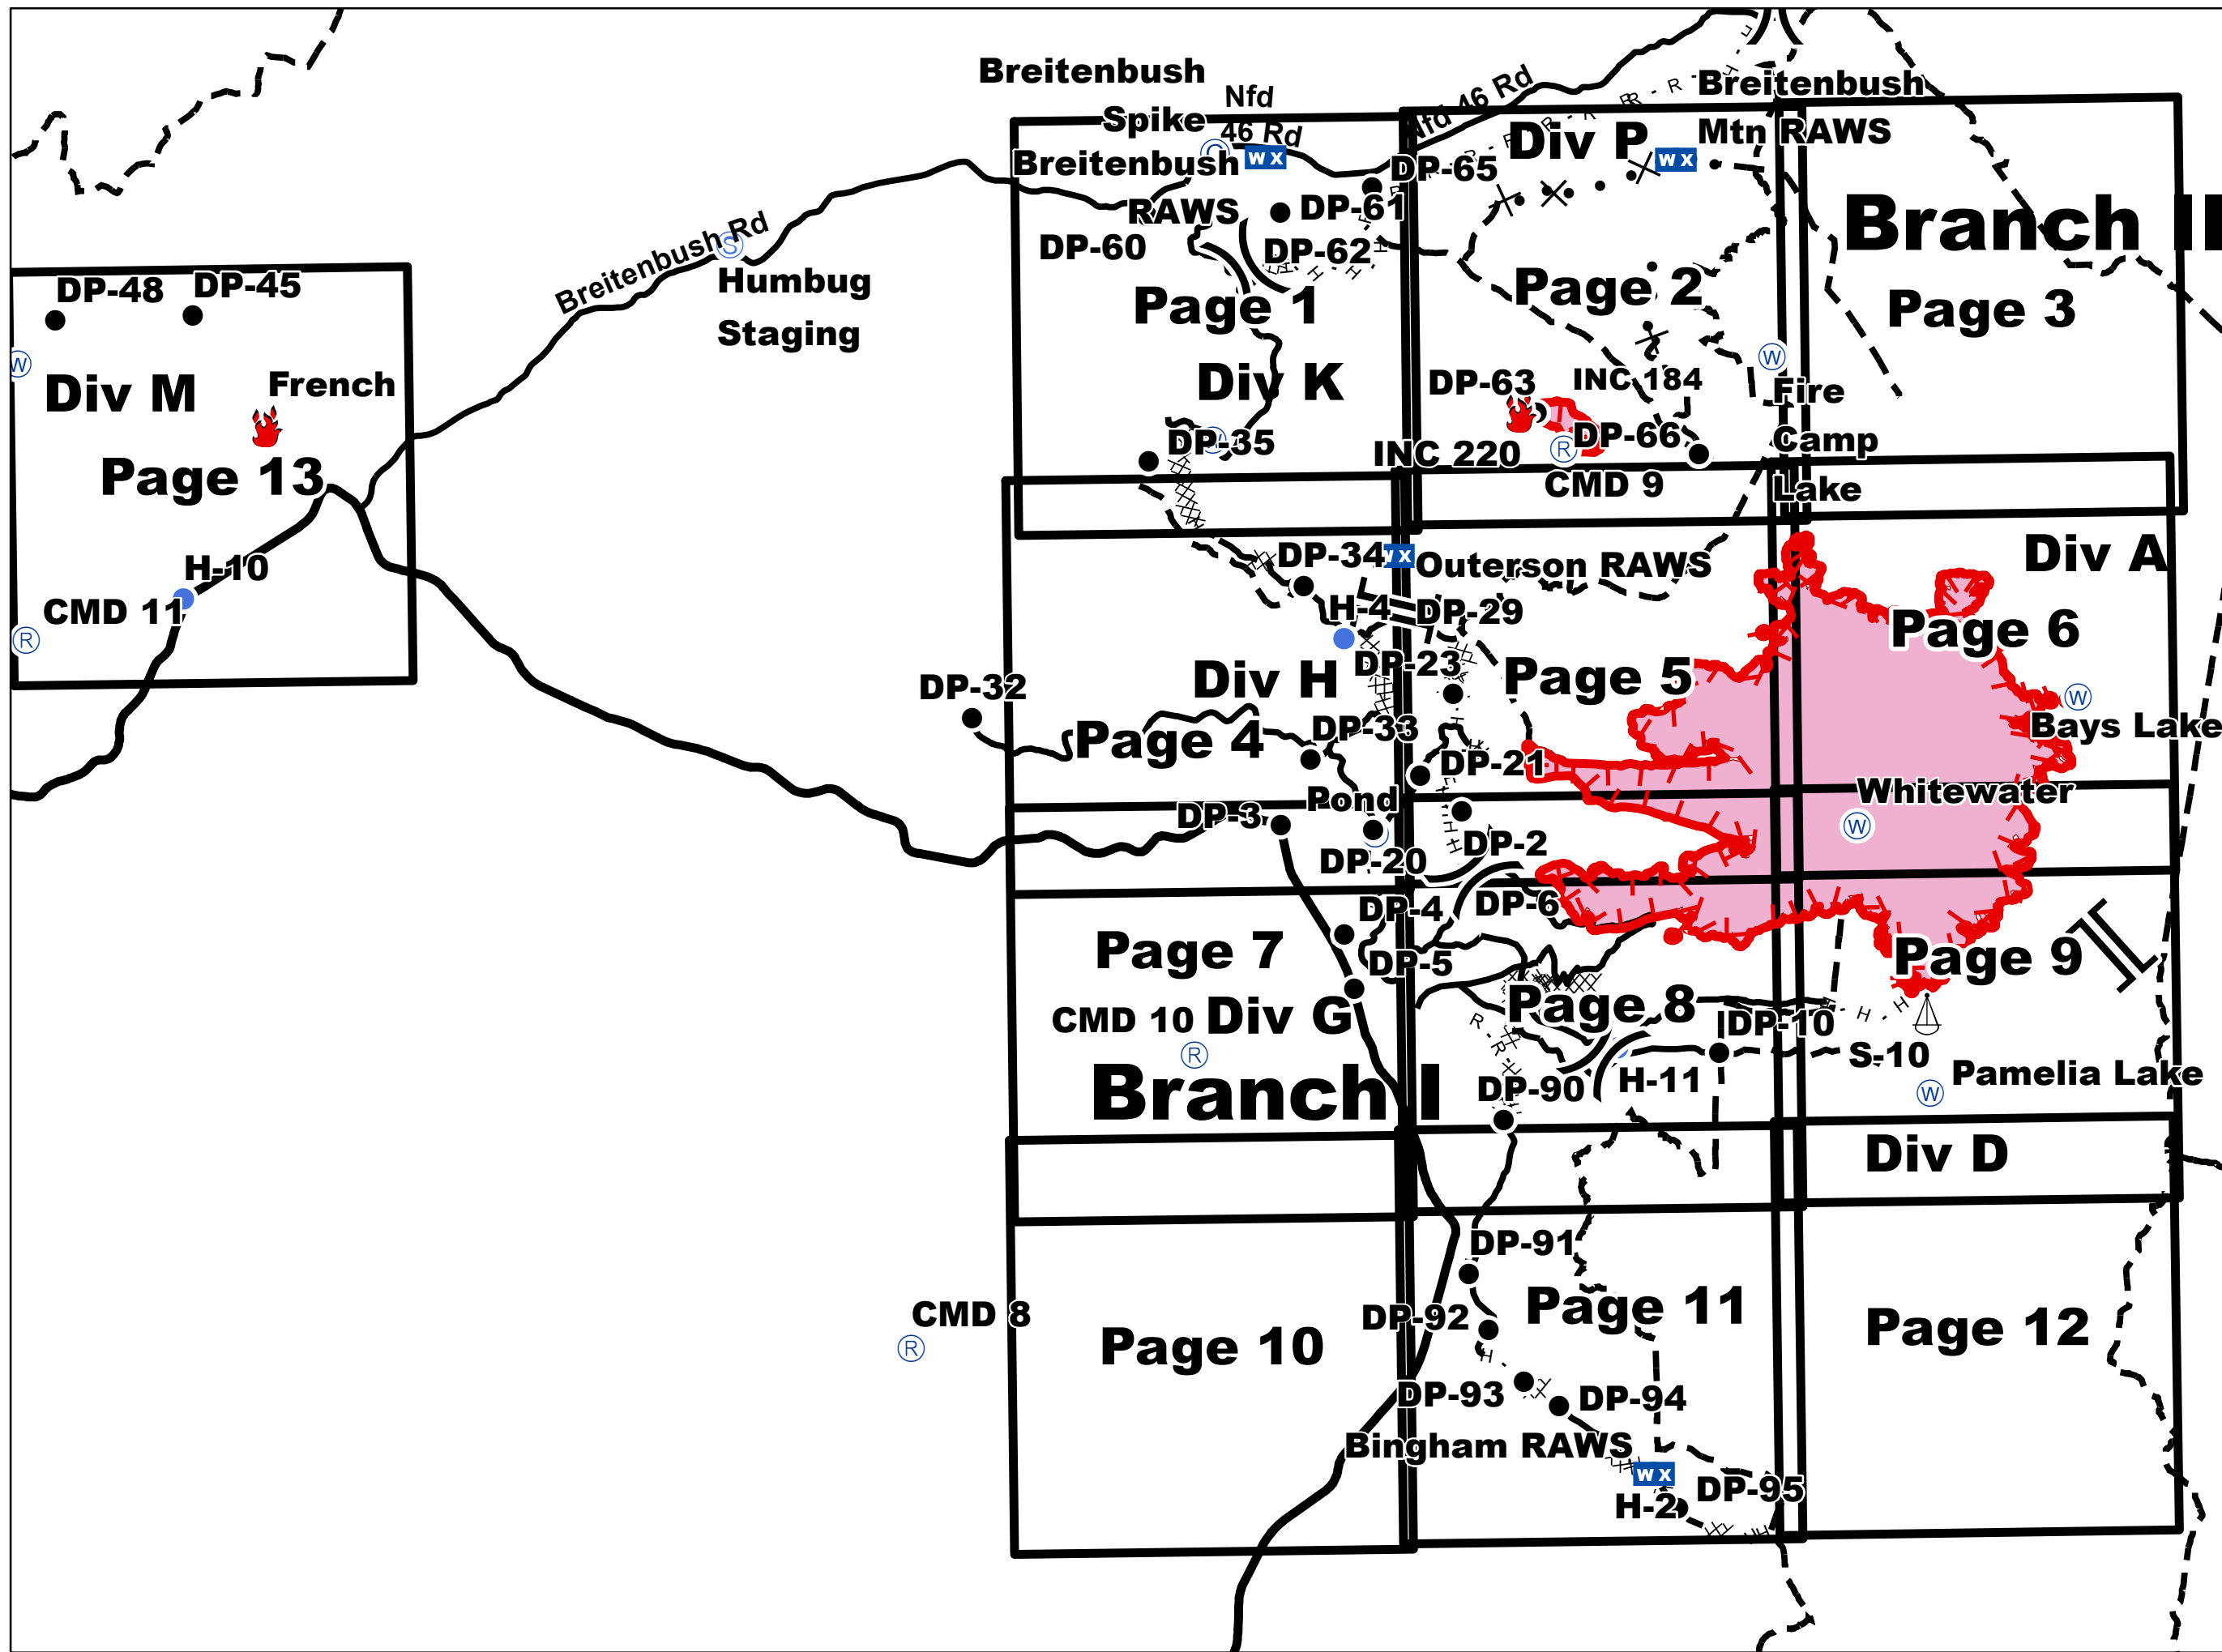 Breitenbush
Spike
Nfd
46 Rd
Nfd 46 Rd
Breitenbush
Mtn RAWS
Div P
wx
wx
Breitenbush
RAWS
DP-65
DP-61
DP-60
DP-62
Branch II
Page 1
Page 2
Page 3
Breitenbush Rd
S
Humbug
Staging
DP-48
DP-45
W
Div M
French
Page 13
H-10
CMD 11
R
Div K
DP-63
INC 184
W
Fire
Camp
Lake
DP-35
INC 220
R
DP-66
CMD 9
DP-34
wx
Outerson RAWS
Div A
H-4
DP-29
Page 6
DP-23
Div H
Page 5
DP-32
W
Bays Lake
Page 4
DP-33
DP-21
Pond
Whitewater
W
DP-3
DP-2
DP-20
DP-4
DP-6
Page 7
DP-5
Page 9
Page 8
CMD 10
Div G
R
DP-10
S-10
Branch I
DP-90
H-11
Pamelia Lake
W
Div D
DP-91
CMD 8
R
DP-92
Page 11
Page 10
Page 12
DP-93
DP-94
Bingham RAWS
wx
DP-95
H-2